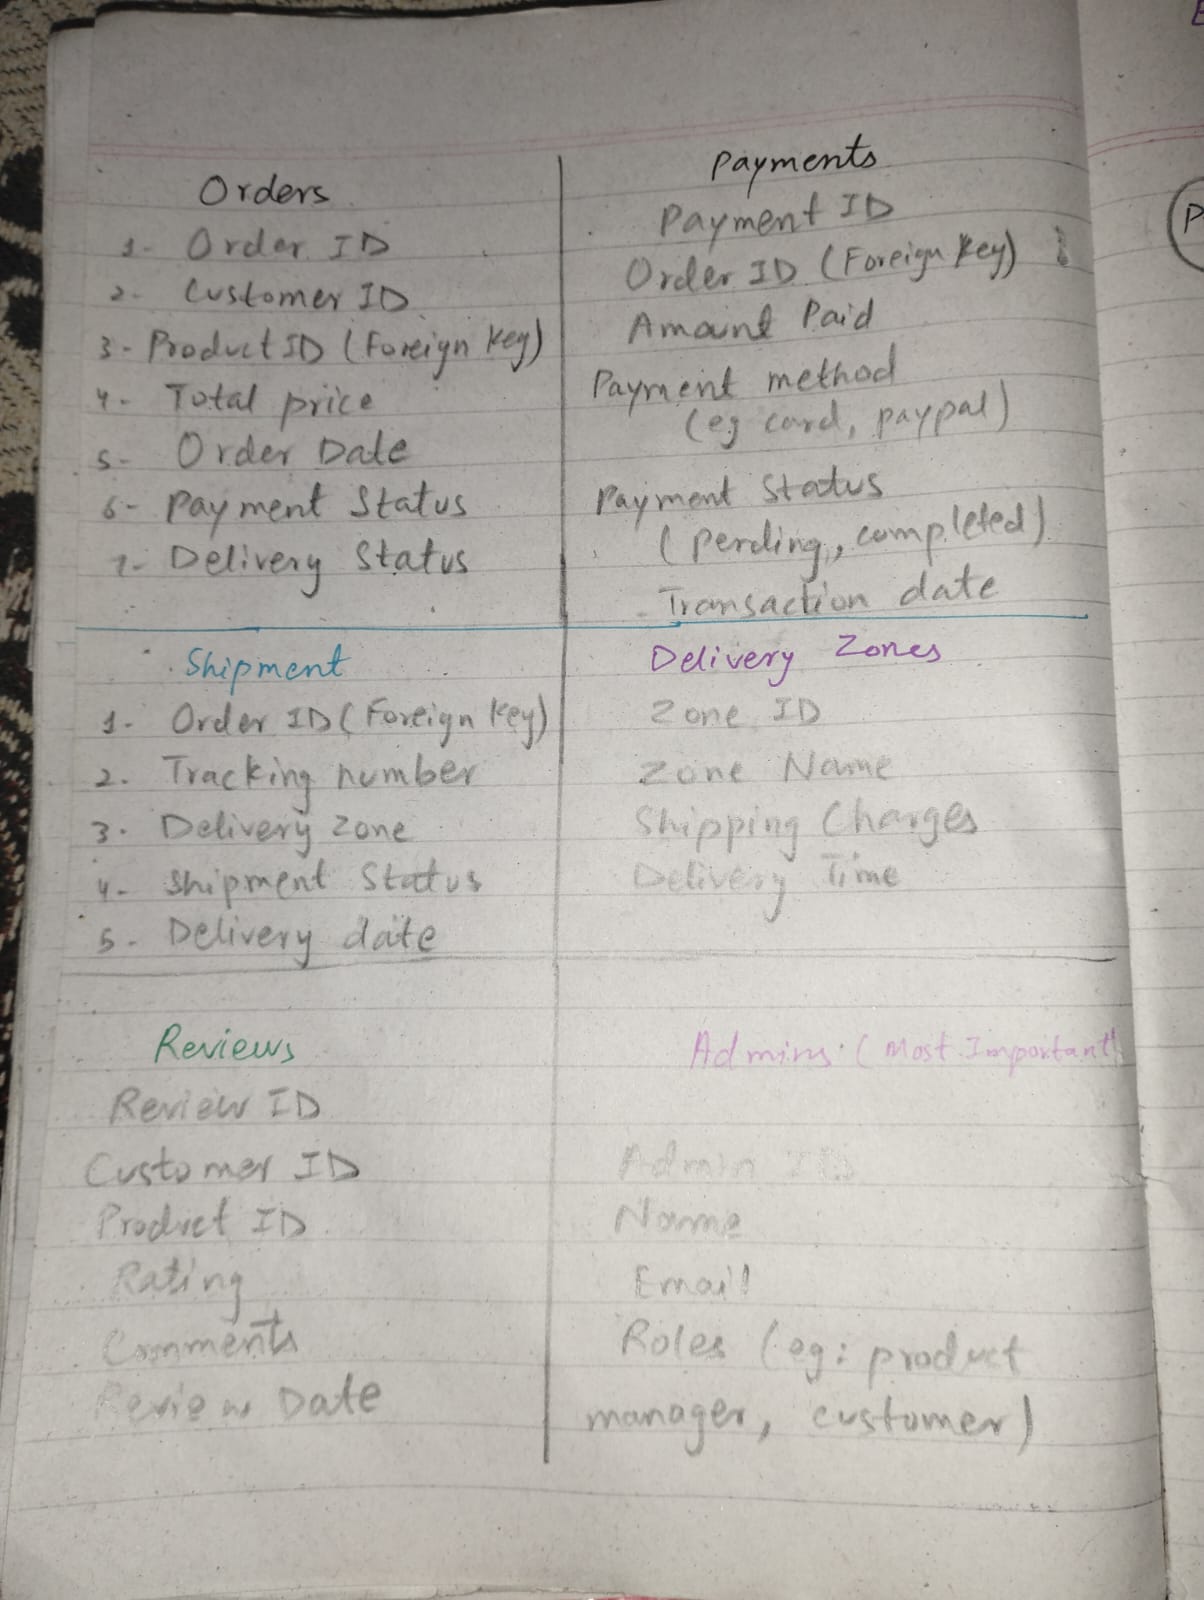 Orders
1- Order ID
2- Customer ID
3- Product ID (Foreign Key)
4- Total price
5- Order Date
6- Payment Status
7- Delivery Status
Payments
Payment ID
Order ID (Foreign Key)
Amount Paid
Payment method
(eg card, paypal)
Payment Status
(Pending, completed)
Transaction date
Shipment
1- Order ID (Foreign Key)
2. Tracking number
3. Delivery Zone
4- Shipment Status
5- Delivery date
Delivery Zones
Zone ID
Zone Name
Shipping Charges
Delivery Time
Reviews
Review ID
Customer ID
Product ID
Rating
Comments
Review Date
Admins (Most Important)
Admin ID
Name
Email
Roles (eg: product
manager, customer)